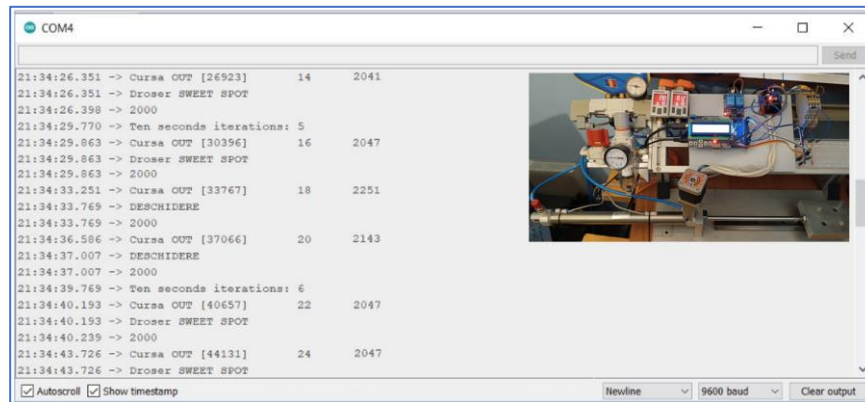 COM4
Send
21:34:26.351 -> Cursa OUT [26923] 14 2041
21:34:26.351 -> Droser SWEET SPOT
21:34:26.398 -> 2000
21:34:29.770 -> Ten seconds iterations: 5
21:34:29.863 -> Cursa OUT [30396] 16 2047
21:34:29.863 -> Droser SWEET SPOT
21:34:29.863 -> 2000
21:34:33.251 -> Cursa OUT [33767] 18 2251
21:34:33.769 -> DESCHIDERE
21:34:33.769 -> 2000
21:34:36.586 -> Cursa OUT [37066] 20 2143
21:34:37.007 -> DESCHIDERE
21:34:37.007 -> 2000
21:34:39.769 -> Ten seconds iterations: 6
21:34:40.193 -> Cursa OUT [40657] 22 2047
21:34:40.193 -> Droser SWEET SPOT
21:34:40.239 -> 2000
21:34:43.726 -> Cursa OUT [44131] 24 2047
21:34:43.726 -> Droser SWEET SPOT
Autoscroll Show timestamp Newline 9600 baud Clear output